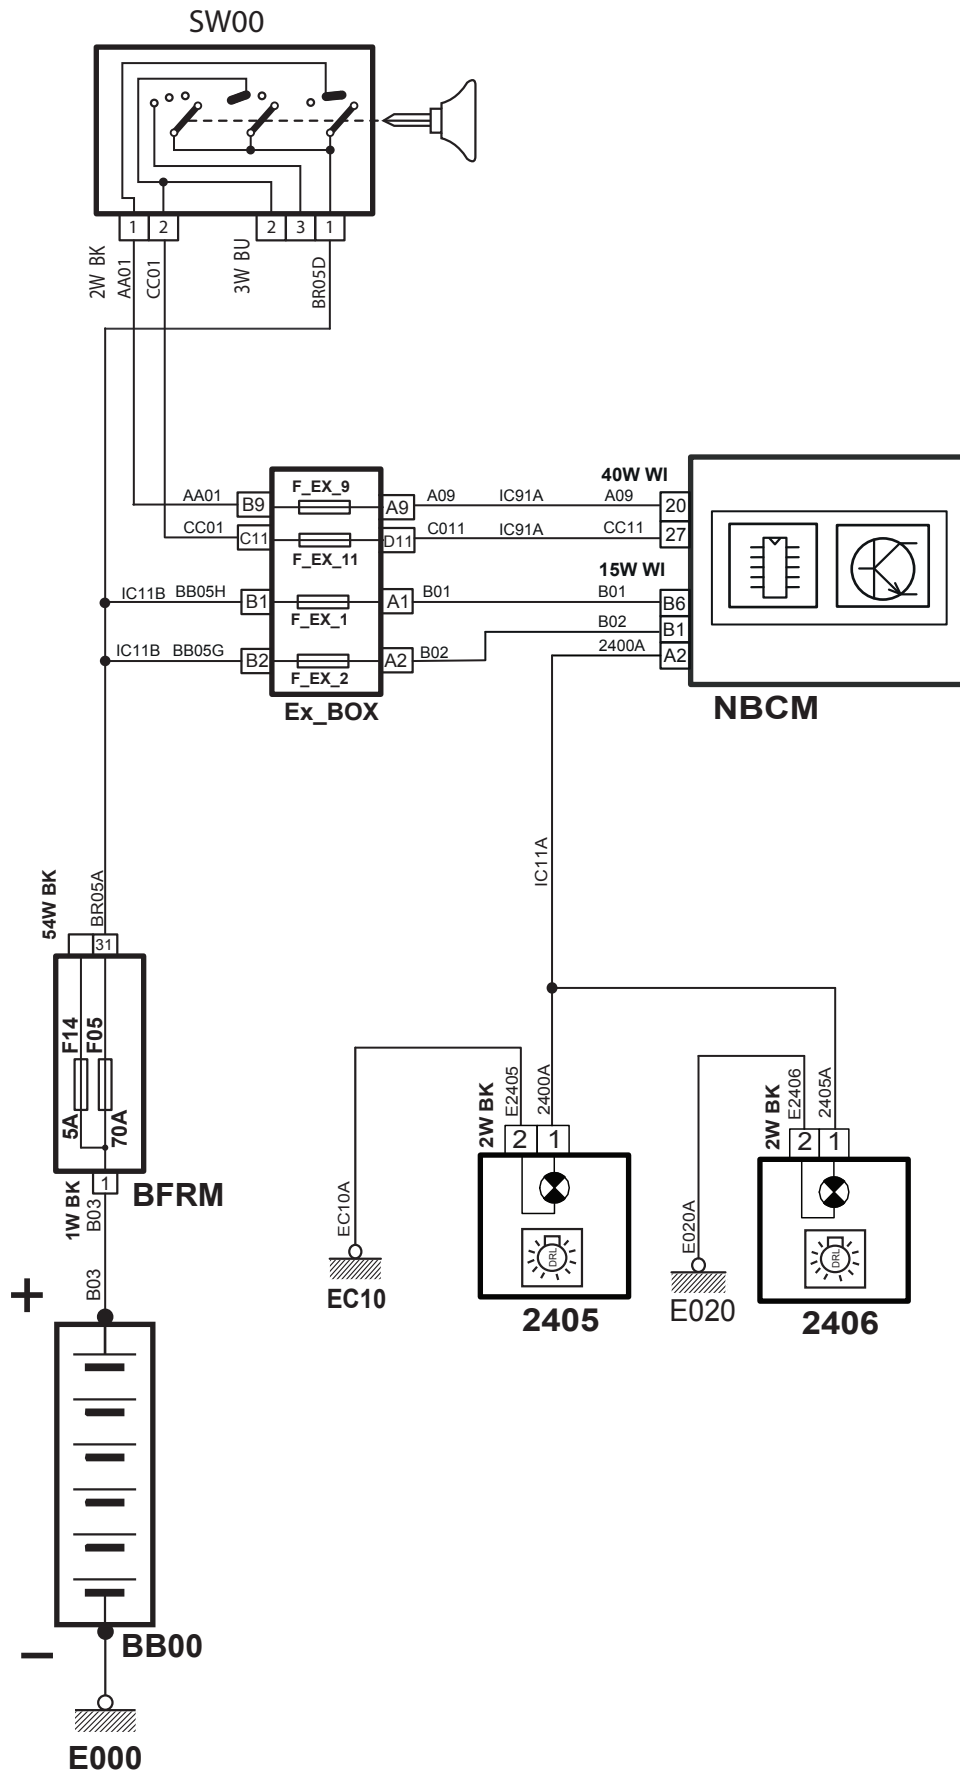 SW00
1 2 2 3 1
2W BK
AA01
CC01
3W BU
BR05D
40W WI
F_EX_9
AA01 B9 A9 A09 IC91A A09 20
CC01 C11 D11 C011 IC91A CC11 27
F_EX_11
15W WI
IC11B BB05H B1 A1 B01 B01 B6
F_EX_1
B02 B1
IC11B BB05G B2 A2 B02 2400A A2
F_EX_2
Ex_BOX
NBCM
IC11A
54W BK
BR05A
31
F14
F05
5A
70A
1
BFRM
1W BK
B03
B03
+
2W BK
E2405
2400A
2 1
EC10A
EC10
DRL
2405
2W BK
E2406
2405A
2 1
E020A
E020
DRL
2406
BB00
–
E000